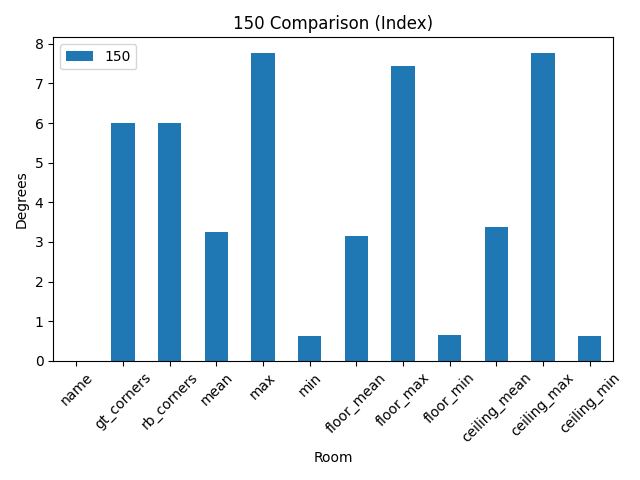 150 Comparison (Index)
150
8
7
6
5
4
3
2
1
0
Degrees
name
gt_corners
rb_corners
mean
max
min
floor_mean
floor_max
floor_min
ceiling_mean
ceiling_max
ceiling_min
Room